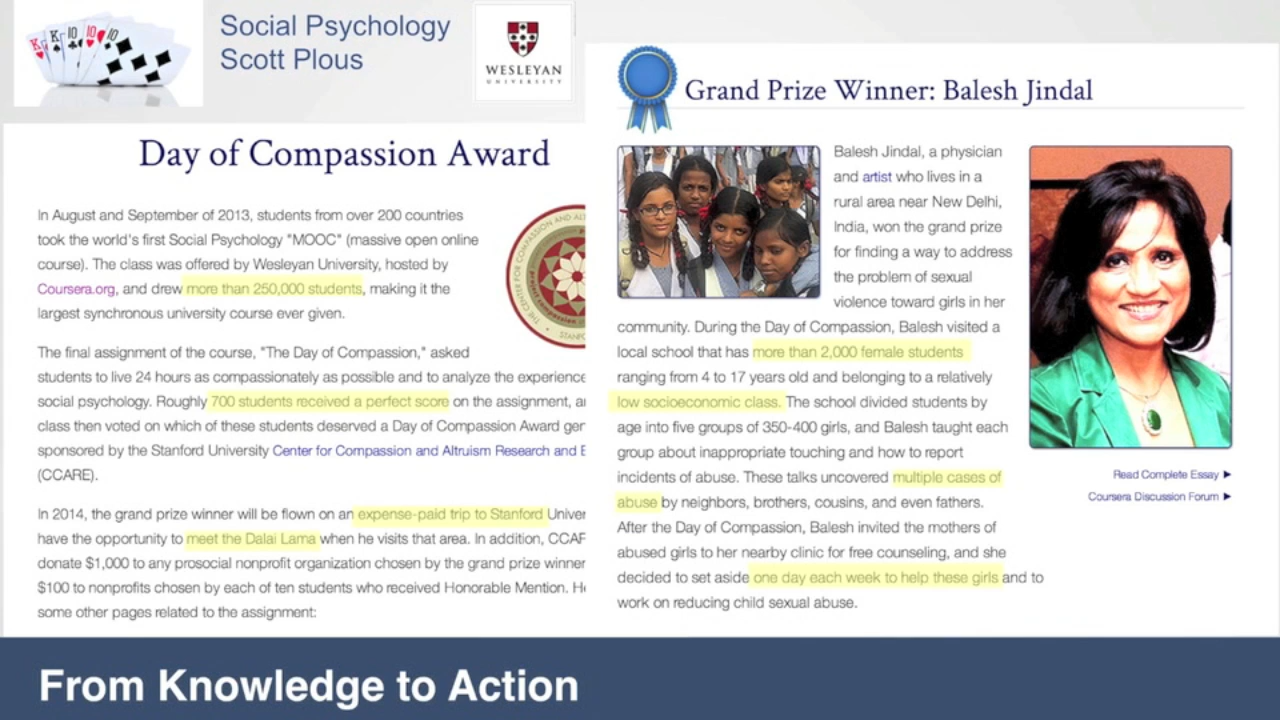 Social Psychology
Scott Plous
WESLEYAN
UNIVERSITY
Day of Compassion Award
In August and September of 2013, students from over 200 countries
took the world's first Social Psychology "MOOC" (massive open online
course). The class was offered by Wesleyan University, hosted by
Coursera.org, and drew more than 250,000 students, making it the
largest synchronous university course ever given.
The final assignment of the course, "The Day of Compassion," asked
students to live 24 hours as compassionately as possible and to analyze the experience
social psychology. Roughly 700 students received a perfect score on the assignment, a
class then voted on which of these students deserved a Day of Compassion Award ge
sponsored by the Stanford University Center for Compassion and Altruism Research and E
(CCARE).
In 2014, the grand prize winner will be flown on an expense-paid trip to Stanford Univer
have the opportunity to meet the Dalai Lama when he visits that area. In addition, CCAR
donate $1,000 to any prosocial nonprofit organization chosen by the grand prize winner
$100 to nonprofits chosen by each of ten students who received Honorable Mention. He
some other pages related to the assignment:
Grand Prize Winner: Balesh Jindal
Balesh Jindal, a physician
and artist who lives in a
rural area near New Delhi,
India, won the grand prize
for finding a way to address
the problem of sexual
violence toward girls in her
community. During the Day of Compassion, Balesh visited a
local school that has more than 2,000 female students
ranging from 4 to 17 years old and belonging to a relatively
low socioeconomic class. The school divided students by
age into five groups of 350-400 girls, and Balesh taught each
group about inappropriate touching and how to report
incidents of abuse. These talks uncovered multiple cases of
abuse by neighbors, brothers, cousins, and even fathers.
After the Day of Compassion, Balesh invited the mothers of
abused girls to her nearby clinic for free counseling, and she
decided to set aside one day each week to help these girls and to
work on reducing child sexual abuse.
Read Complete Essay ▶
Coursera Discussion Forum ▶
From Knowledge to Action